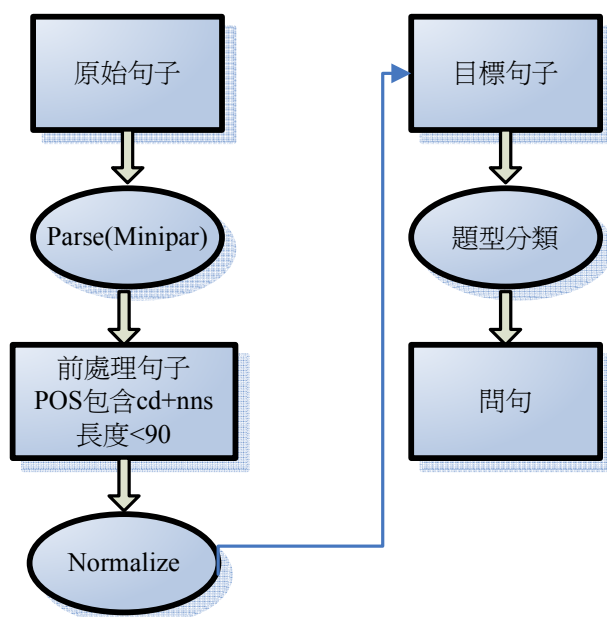 原始句子
Parse(Minipar)
前處理句子
POS包含cd+nns
長度<90
Normalize
目標句子
題型分類
問句